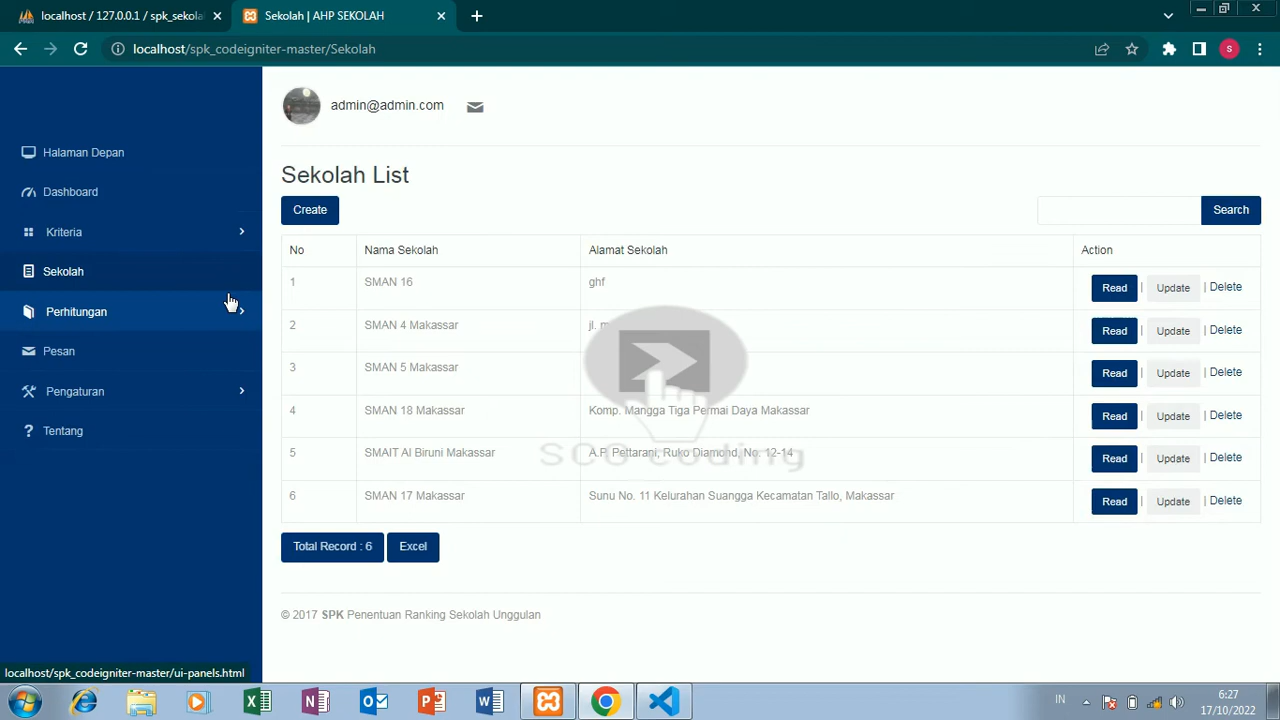 localhost / 127.0.0.1 / spk_sekola
Sekolah | AHP SEKOLAH
localhost/spk_codeigniter-master/Sekolah
S
admin@admin.com
Halaman Depan
Dashboard
Kriteria
Sekolah
Perhitungan
Pesan
Pengaturan
Tentang
Sekolah List
Create
Search
No Nama Sekolah Alamat Sekolah Action
1 SMAN 16 ghf Read | Update | Delete
2 SMAN 4 Makassar jl. Read | Update | Delete
3 SMAN 5 Makassar Read | Update | Delete
4 SMAN 18 Makassar Komp. Mangga Tiga Permai Daya Makassar Read | Update | Delete
5 SMAIT Al Biruni Makassar A.P. Pettarani, Ruko Diamond, No. 12-14 Read | Update | Delete
6 SMAN 17 Makassar Sunu No. 11 Kelurahan Suangga Kecamatan Tallo, Makassar Read | Update | Delete
SCO coding
Total Record : 6 Excel
© 2017 SPK Penentuan Ranking Sekolah Unggulan
localhost/spk_codeigniter-master/ui-panels.html
IN
6:27
17/10/2022